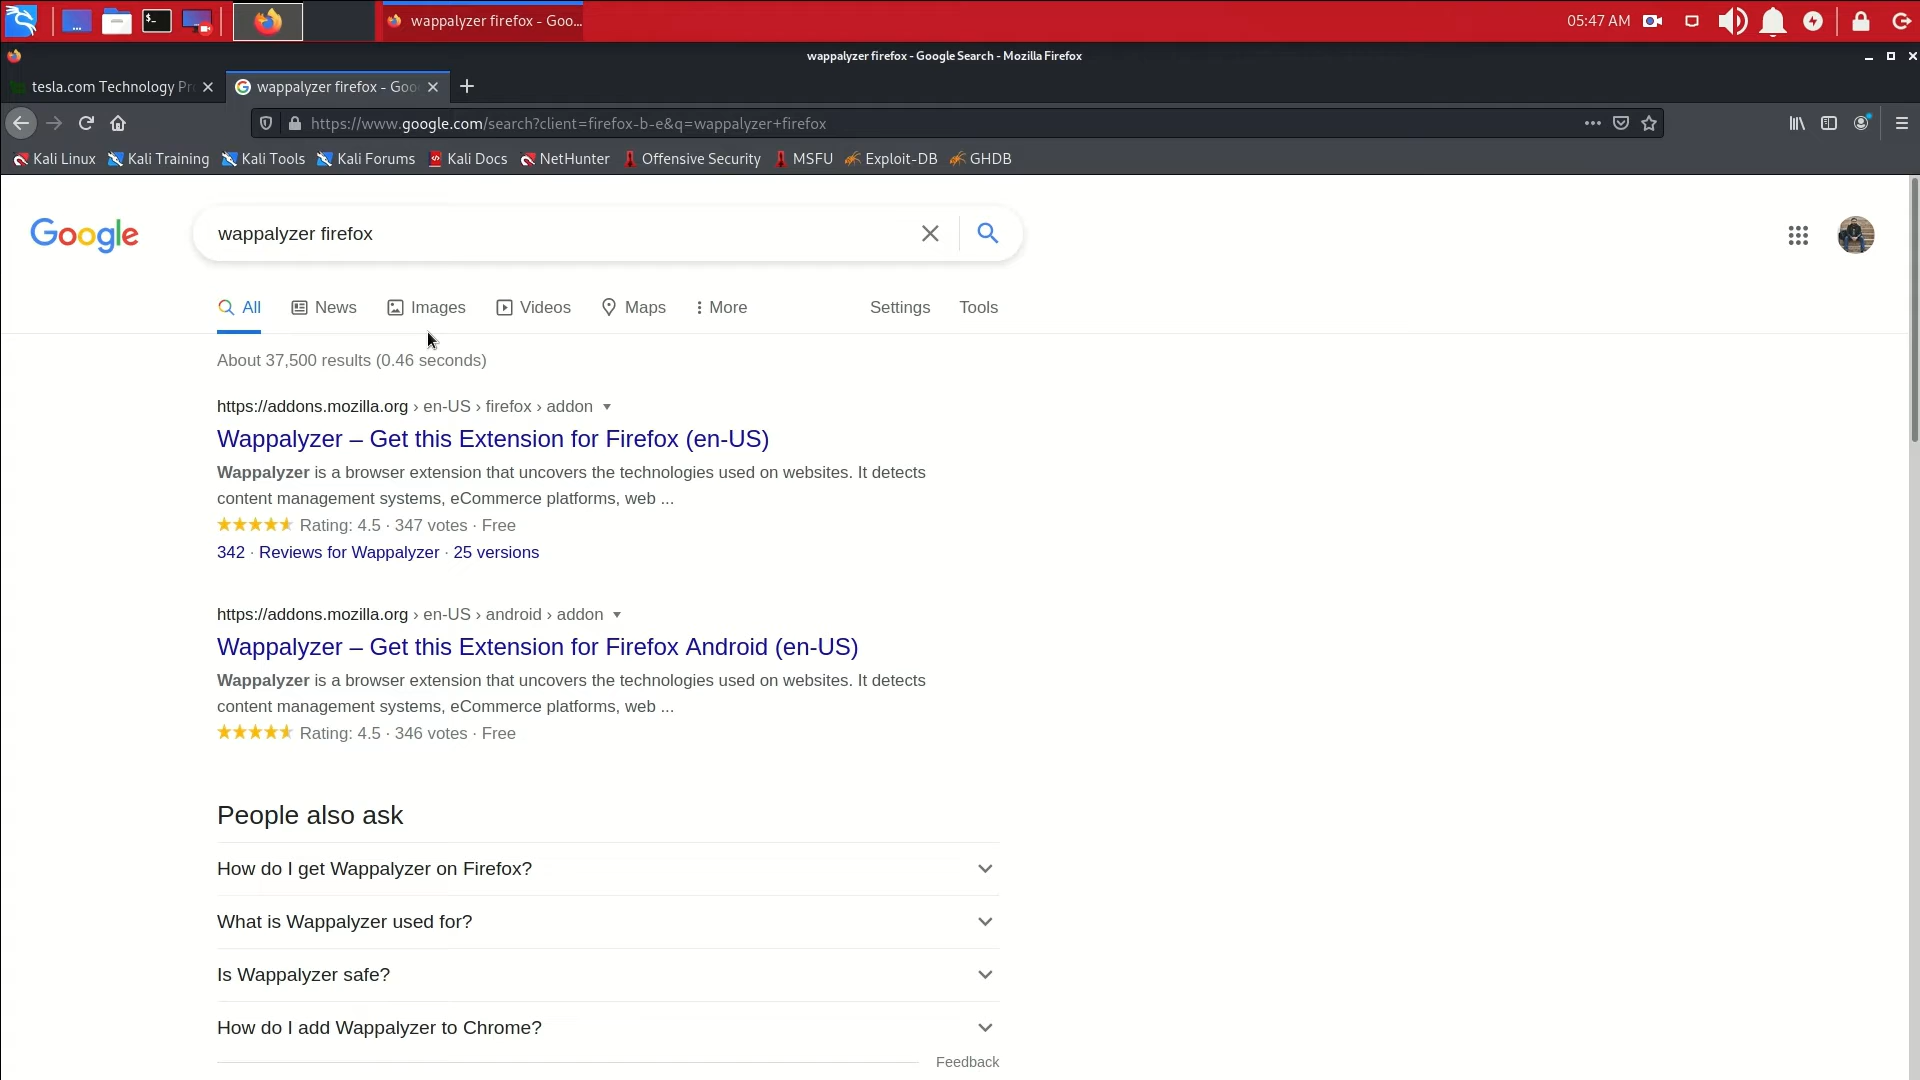 wappalyzer firefox - Goo...
05:47 AM
wappalyzer firefox - Google Search - Mozilla Firefox
tesla.com Technology Pr
wappalyzer firefox - Goo
https://www.google.com/search?client=firefox-b-e&q=wappalyzer+firefox
Kali Linux Kali Training Kali Tools Kali Forums Kali Docs NetHunter Offensive Security MSFU Exploit-DB GHDB
Google
wappalyzer firefox
All News Images Videos Maps More Settings Tools
About 37,500 results (0.46 seconds)
https://addons.mozilla.org › en-US › firefox › addon
Wappalyzer – Get this Extension for Firefox (en-US)
Wappalyzer is a browser extension that uncovers the technologies used on websites. It detects
content management systems, eCommerce platforms, web ...
Rating: 4.5 · 347 votes · Free
342 · Reviews for Wappalyzer · 25 versions
https://addons.mozilla.org › en-US › android › addon
Wappalyzer – Get this Extension for Firefox Android (en-US)
Wappalyzer is a browser extension that uncovers the technologies used on websites. It detects
content management systems, eCommerce platforms, web ...
Rating: 4.5 · 346 votes · Free
People also ask
How do I get Wappalyzer on Firefox?
What is Wappalyzer used for?
Is Wappalyzer safe?
How do I add Wappalyzer to Chrome?
Feedback